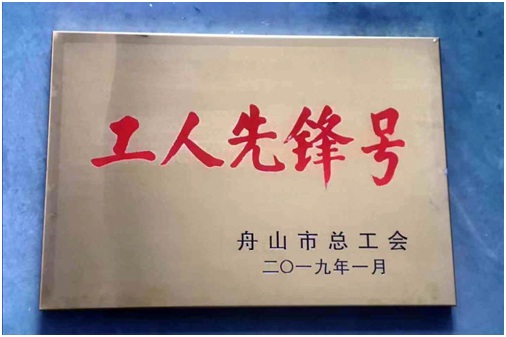 工人先锋号
舟山市总工会
二〇一九年一月